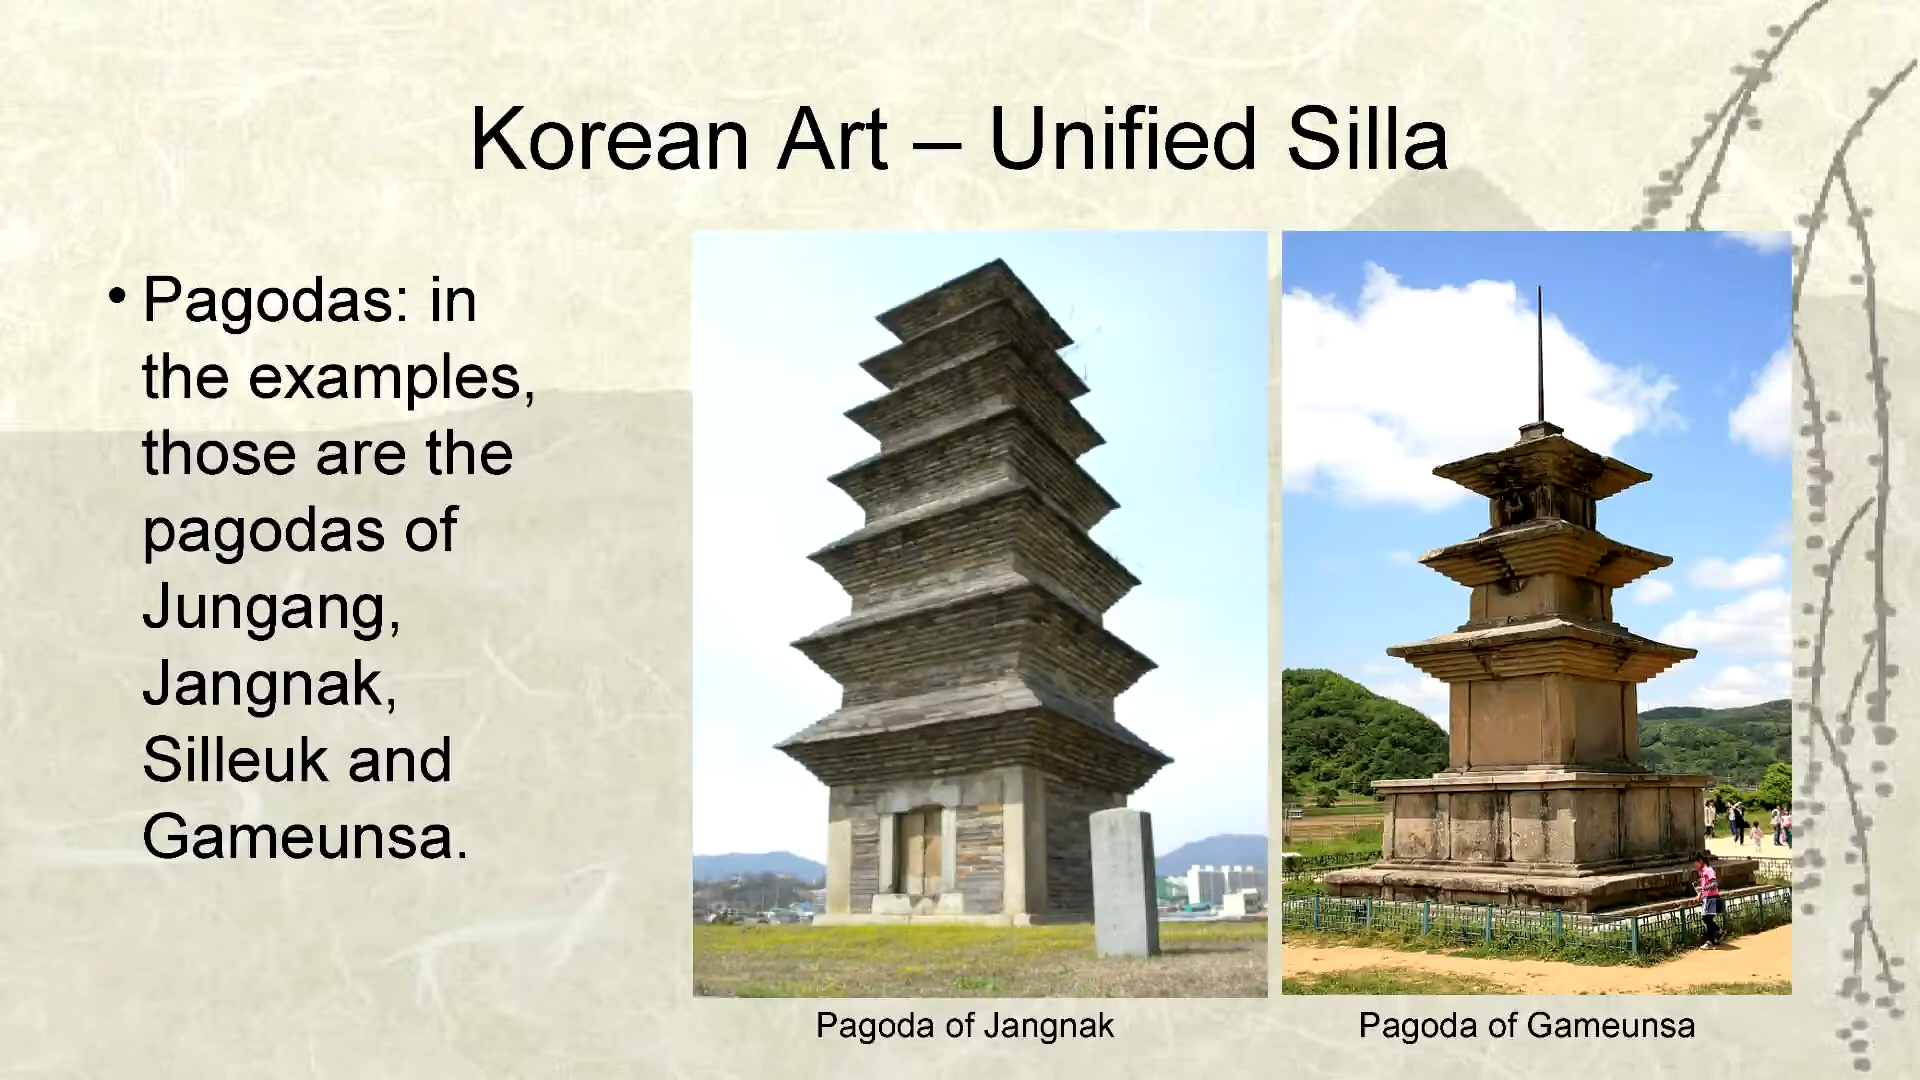 Korean Art – Unified Silla
• Pagodas: in
the examples,
those are the
pagodas of
Jungang,
Jangnak,
Silleuk and
Gameunsa.
Pagoda of Jangnak
Pagoda of Gameunsa